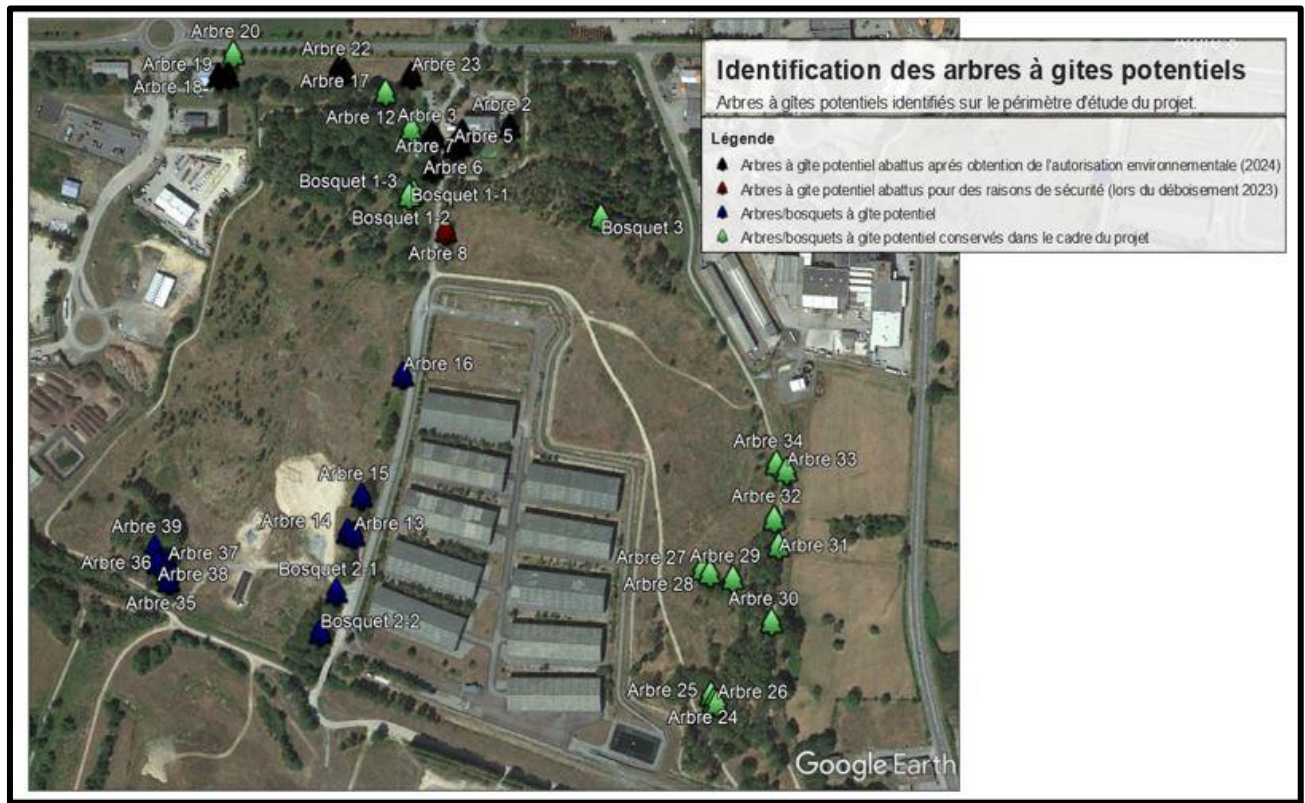 Identification des arbres à gites potentiels
Arbres à gîtes potentiels identifiés sur le périmètre d'étude du projet.
Légende
Arbres à gîte potentiel abattus aprés obtention de l'autorisation environnementale (2024)
Arbres à gite potentiel abattus pour des raisons de sécurité (lors du déboisement 2023)
Arbres/bosquets à gîte potentiel
Arbres/bosquets à gite potentiel conservés dans le cadre du projet
Arbre 20
Arbre 22
Arbre 19
Arbre 23
Arbre 18
Arbre 17
Arbre 2
Arbre 12
Arbre 3
Arbre 5
Arbre 7
Arbre 6
Bosquet 1-3
Bosquet 1-1
Bosquet 1-2
Bosquet 3
Arbre 8
Arbre 16
Arbre 34
Arbre 33
Arbre 15
Arbre 32
Arbre 14
Arbre 13
Arbre 39
Arbre 31
Arbre 37
Arbre 27
Arbre 29
Arbre 36
Arbre 38
Bosquet 2-1
Arbre 28
Arbre 35
Arbre 30
Bosquet 2-2
Arbre 25
Arbre 26
Arbre 24
Google Earth